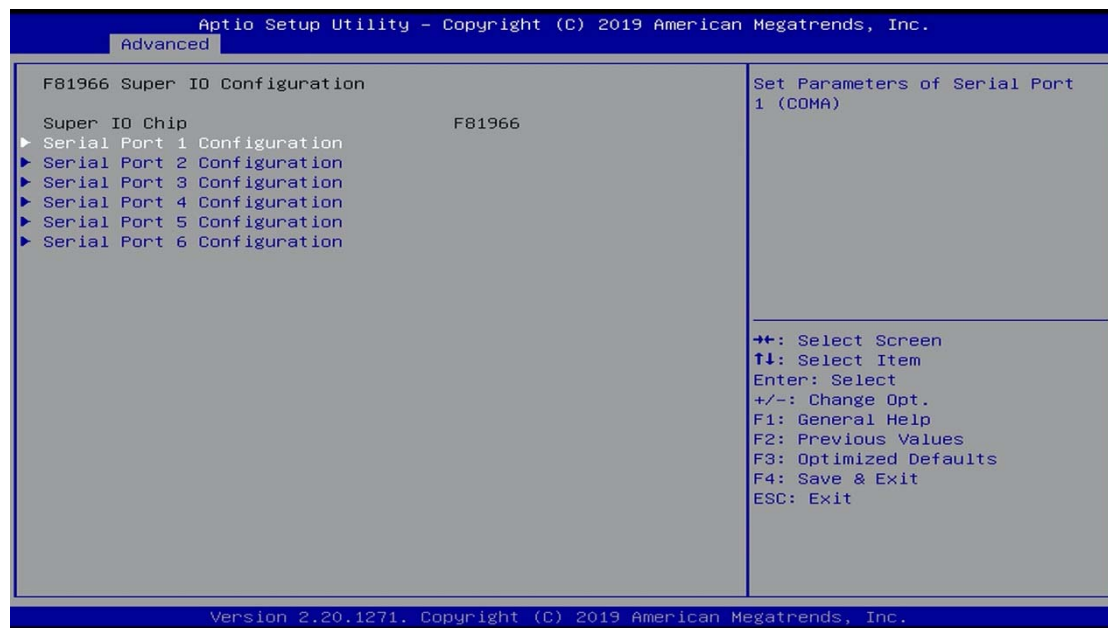 Aptio Setup Utility – Copyright (C) 2019 American Megatrends, Inc.
Advanced
F81966 Super IO Configuration
Super IO Chip F81966
▶ Serial Port 1 Configuration
▶ Serial Port 2 Configuration
▶ Serial Port 3 Configuration
▶ Serial Port 4 Configuration
▶ Serial Port 5 Configuration
▶ Serial Port 6 Configuration
Set Parameters of Serial Port
1 (COMA)
→←: Select Screen
↑↓: Select Item
Enter: Select
+/-: Change Opt.
F1: General Help
F2: Previous Values
F3: Optimized Defaults
F4: Save & Exit
ESC: Exit
Version 2.20.1271. Copyright (C) 2019 American Megatrends, Inc.